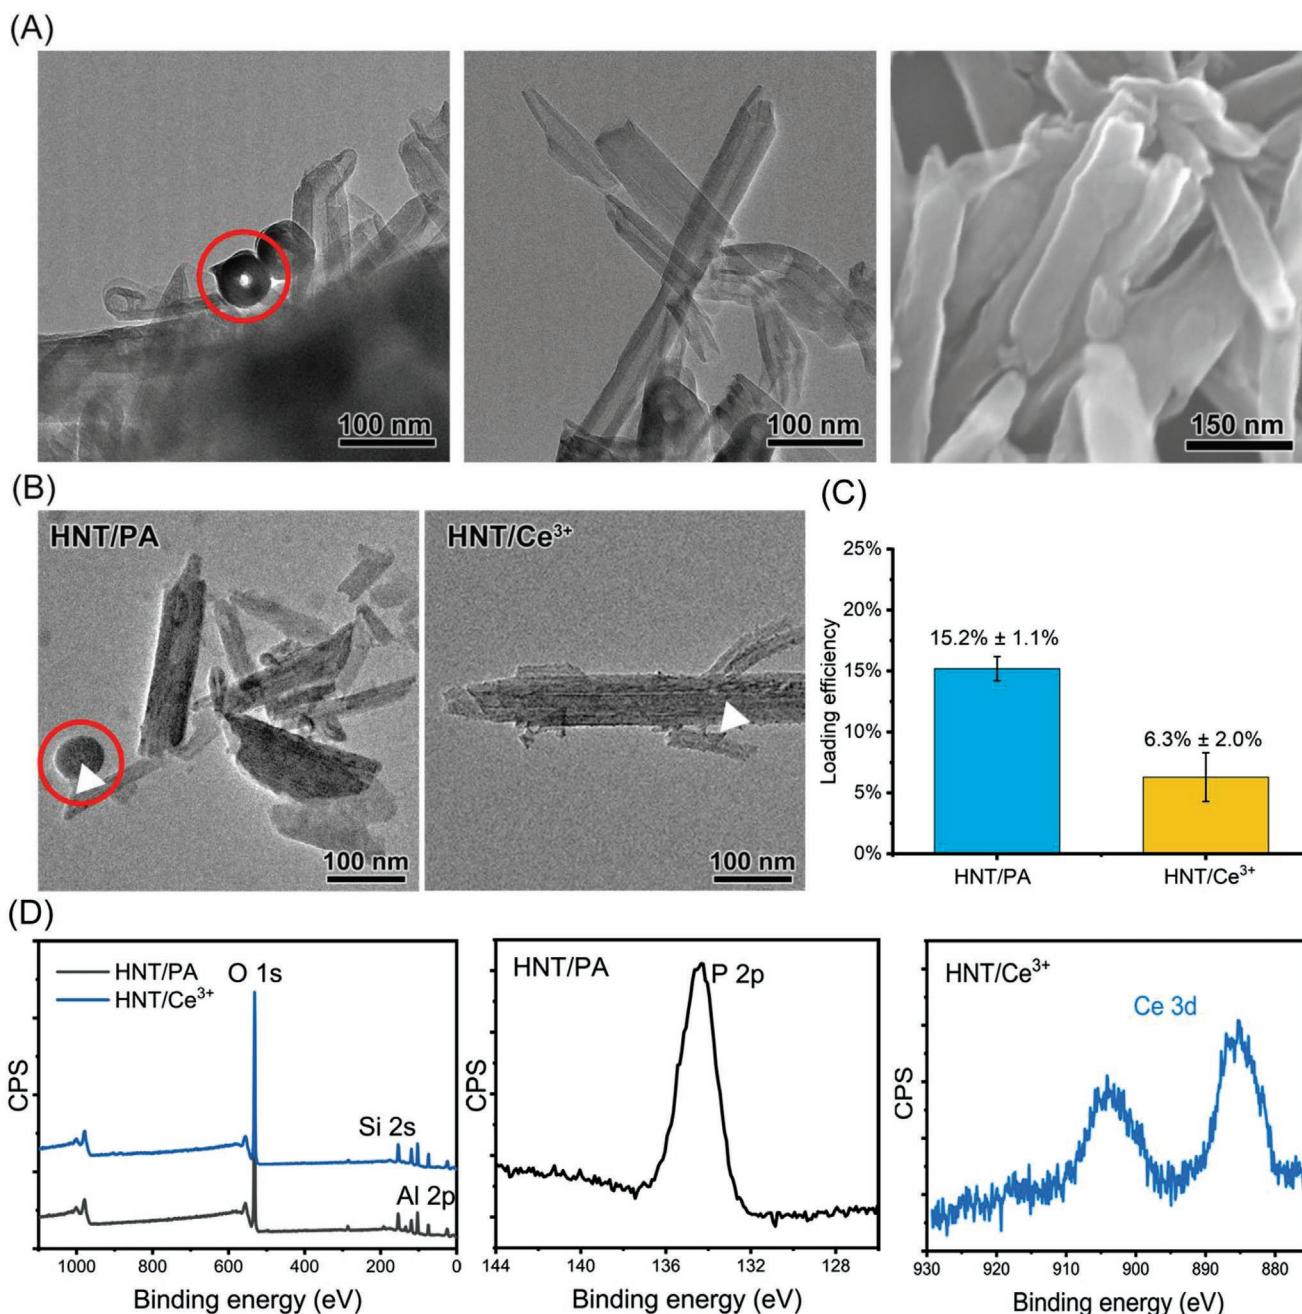 (A)
100 nm
100 nm
150 nm
(B)
HNT/PA
100 nm
HNT/Ce³⁺
100 nm
(C)
25%
20%
15%
10%
5%
0%
Loading efficiency
15.2% ± 1.1%
6.3% ± 2.0%
HNT/PA
HNT/Ce³⁺
(D)
HNT/PA
HNT/Ce³⁺
O 1s
Si 2s
Al 2p
CPS
1000 800 600 400 200 0
Binding energy (eV)
HNT/PA
P 2p
CPS
144 140 136 132 128
Binding energy (eV)
HNT/Ce³⁺
Ce 3d
CPS
930 920 910 900 890 880
Binding energy (eV)